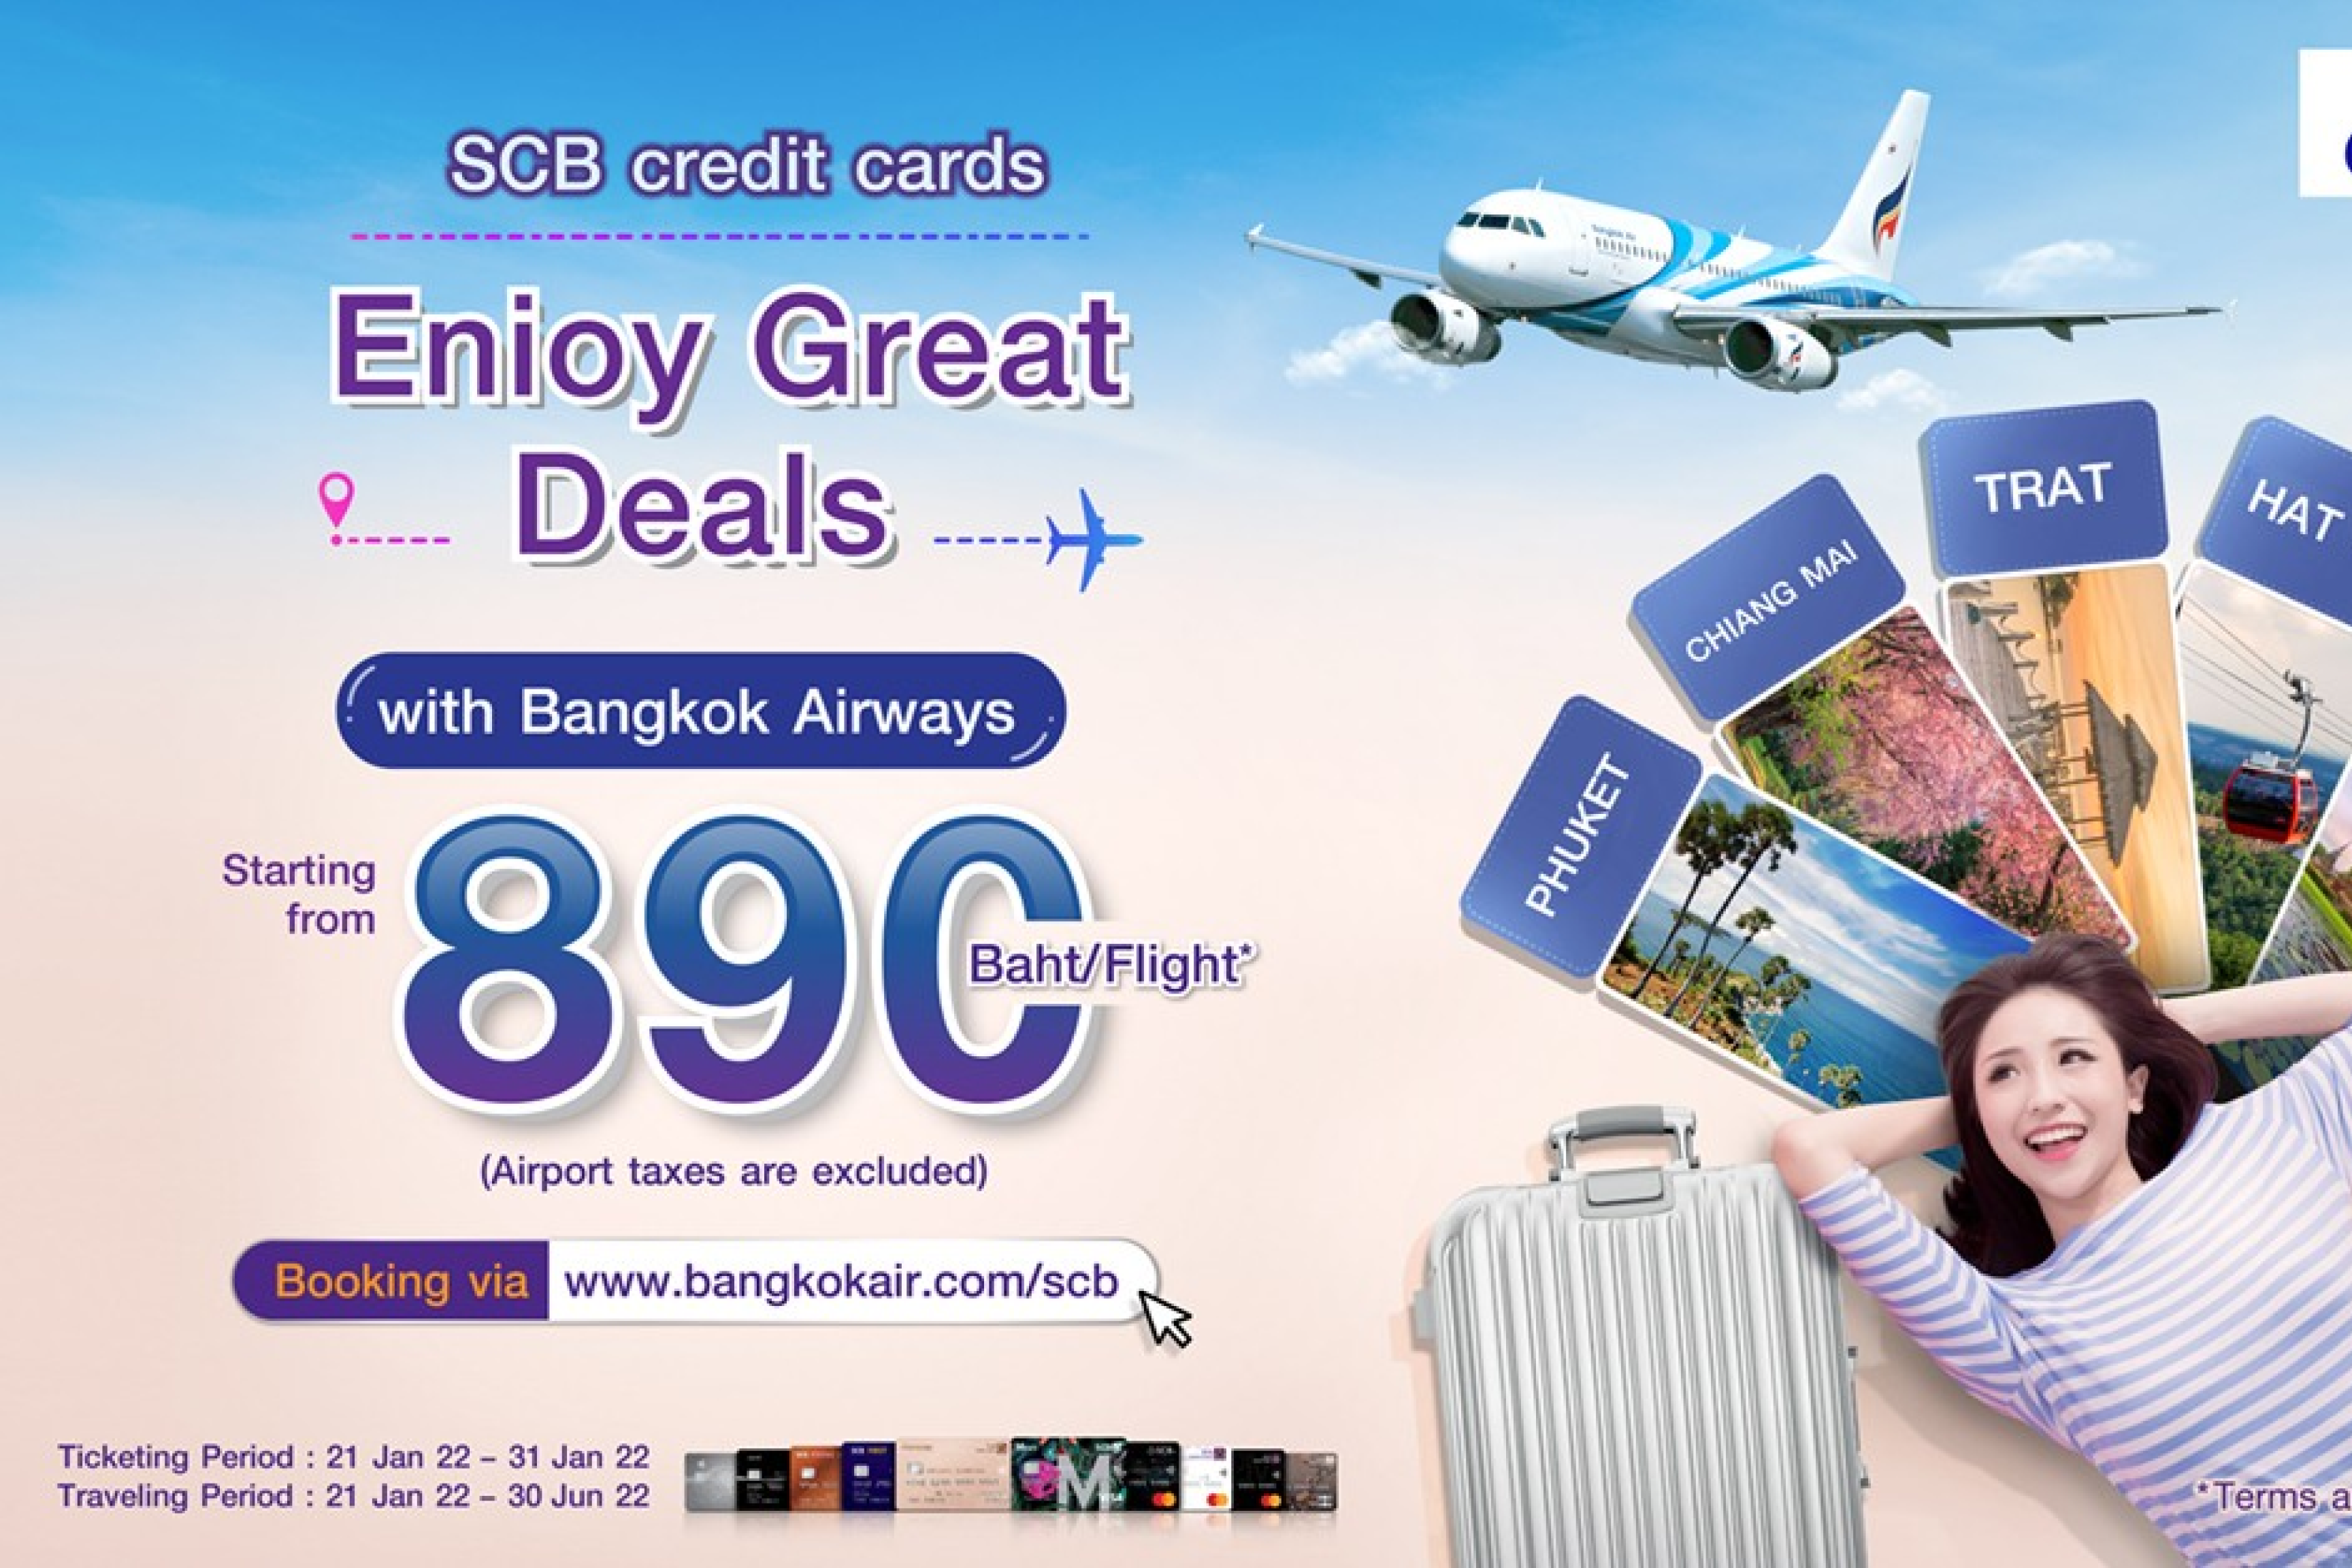 SCB credit cards
Enjoy Great
Deals
with Bangkok Airways
Starting
from
890
Baht/Flight*
(Airport taxes are excluded)
Booking via www.bangkokair.com/scb
Ticketing Period : 21 Jan 22 – 31 Jan 22
Traveling Period : 21 Jan 22 – 30 Jun 22
Bangkok Air
PHUKET
CHIANG MAI
TRAT
HAT
*Terms a